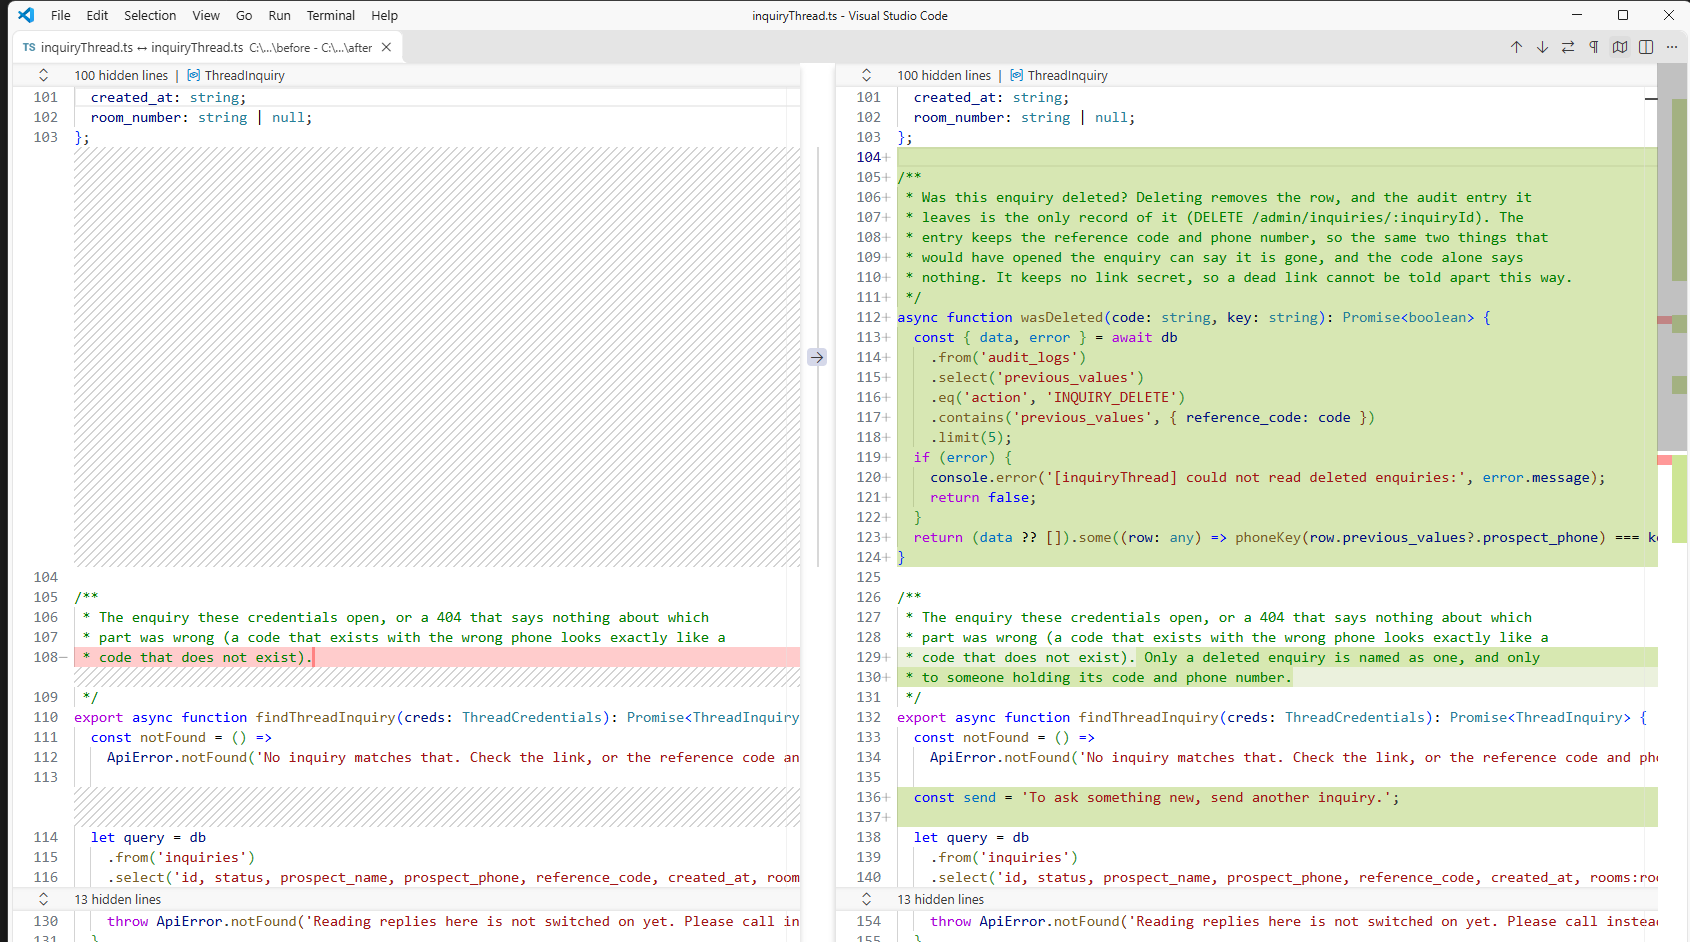 File Edit Selection View Go Run Terminal Help
inquiryThread.ts - Visual Studio Code
TS inquiryThread.ts ↔ inquiryThread.ts C:\...\before - C:\...\after
100 hidden lines | ThreadInquiry
101 created_at: string;
102 room_number: string | null;
103 };
104
105 /**
106 * The enquiry these credentials open, or a 404 that says nothing about which
107 * part was wrong (a code that exists with the wrong phone looks exactly like a
108− * code that does not exist).
109 */
110 export async function findThreadInquiry(creds: ThreadCredentials): Promise<ThreadInquiry
111 const notFound = () =>
112 ApiError.notFound('No inquiry matches that. Check the link, or the reference code an
113
114 let query = db
115 .from('inquiries')
116 .select('id, status, prospect_name, prospect_phone, reference_code, created_at, room
13 hidden lines
130 throw ApiError.notFound('Reading replies here is not switched on yet. Please call in
131 }
100 hidden lines | ThreadInquiry
101 created_at: string;
102 room_number: string | null;
103 };
104+
105+ /**
106+ * Was this enquiry deleted? Deleting removes the row, and the audit entry it
107+ * leaves is the only record of it (DELETE /admin/inquiries/:inquiryId). The
108+ * entry keeps the reference code and phone number, so the same two things that
109+ * would have opened the enquiry can say it is gone, and the code alone says
110+ * nothing. It keeps no link secret, so a dead link cannot be told apart this way.
111+ */
112+ async function wasDeleted(code: string, key: string): Promise<boolean> {
113+ const { data, error } = await db
114+ .from('audit_logs')
115+ .select('previous_values')
116+ .eq('action', 'INQUIRY_DELETE')
117+ .contains('previous_values', { reference_code: code })
118+ .limit(5);
119+ if (error) {
120+ console.error('[inquiryThread] could not read deleted enquiries:', error.message);
121+ return false;
122+ }
123+ return (data ?? []).some((row: any) => phoneKey(row.previous_values?.prospect_phone) === k
124+ }
125
126 /**
127 * The enquiry these credentials open, or a 404 that says nothing about which
128 * part was wrong (a code that exists with the wrong phone looks exactly like a
129+ * code that does not exist). Only a deleted enquiry is named as one, and only
130+ * to someone holding its code and phone number.
131 */
132 export async function findThreadInquiry(creds: ThreadCredentials): Promise<ThreadInquiry> {
133 const notFound = () =>
134 ApiError.notFound('No inquiry matches that. Check the link, or the reference code and ph
135
136+ const send = 'To ask something new, send another inquiry.';
137+
138 let query = db
139 .from('inquiries')
140 .select('id, status, prospect_name, prospect_phone, reference_code, created_at, rooms:ro
13 hidden lines
154 throw ApiError.notFound('Reading replies here is not switched on yet. Please call instea
155 }